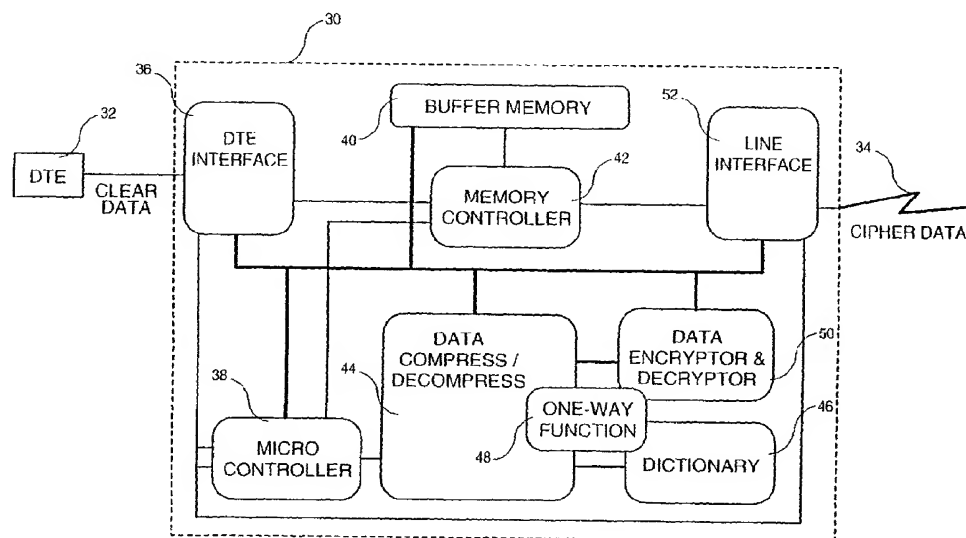 30
36
32
DTE
CLEAR
DATA
DTE
INTERFACE
BUFFER MEMORY
40
42
MEMORY
CONTROLLER
52
LINE
INTERFACE
34
CIPHER DATA
38
MICRO
CONTROLLER
44
DATA
COMPRESS /
DECOMPRESS
DATA
ENCRYPTOR &
DECRYPTOR
50
ONE-WAY
FUNCTION
48
46
DICTIONARY